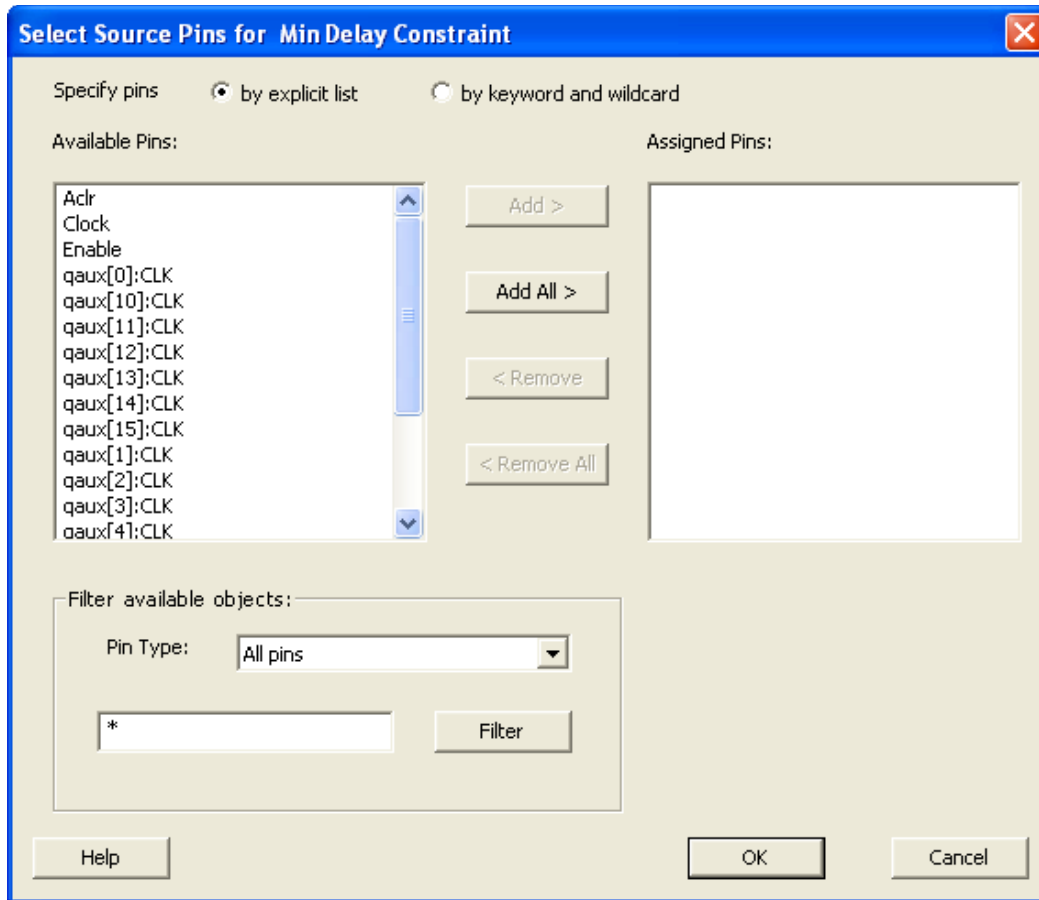 Select Source Pins for Min Delay Constraint
Specify pins by explicit list by keyword and wildcard
Available Pins: Assigned Pins:
Aclr
Clock
Enable
qaux[0]:CLK
qaux[10]:CLK
qaux[11]:CLK
qaux[12]:CLK
qaux[13]:CLK
qaux[14]:CLK
qaux[15]:CLK
qaux[1]:CLK
qaux[2]:CLK
qaux[3]:CLK
qaux[4]:CLK
Add >
Add All >
< Remove
< Remove All
Filter available objects:
Pin Type: All pins
* Filter
Help OK Cancel